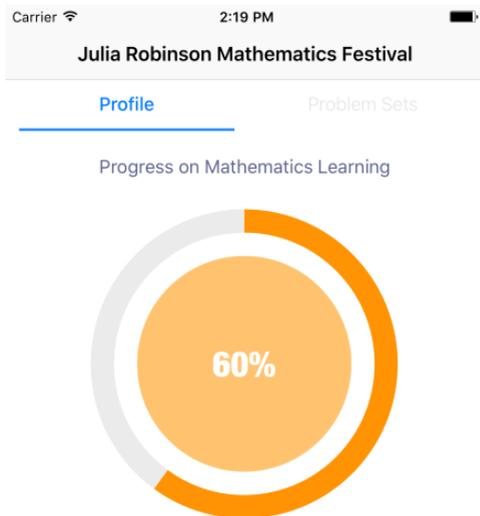 Carrier 2:19 PM
Julia Robinson Mathematics Festival
Profile Problem Sets
Progress on Mathematics Learning
60%